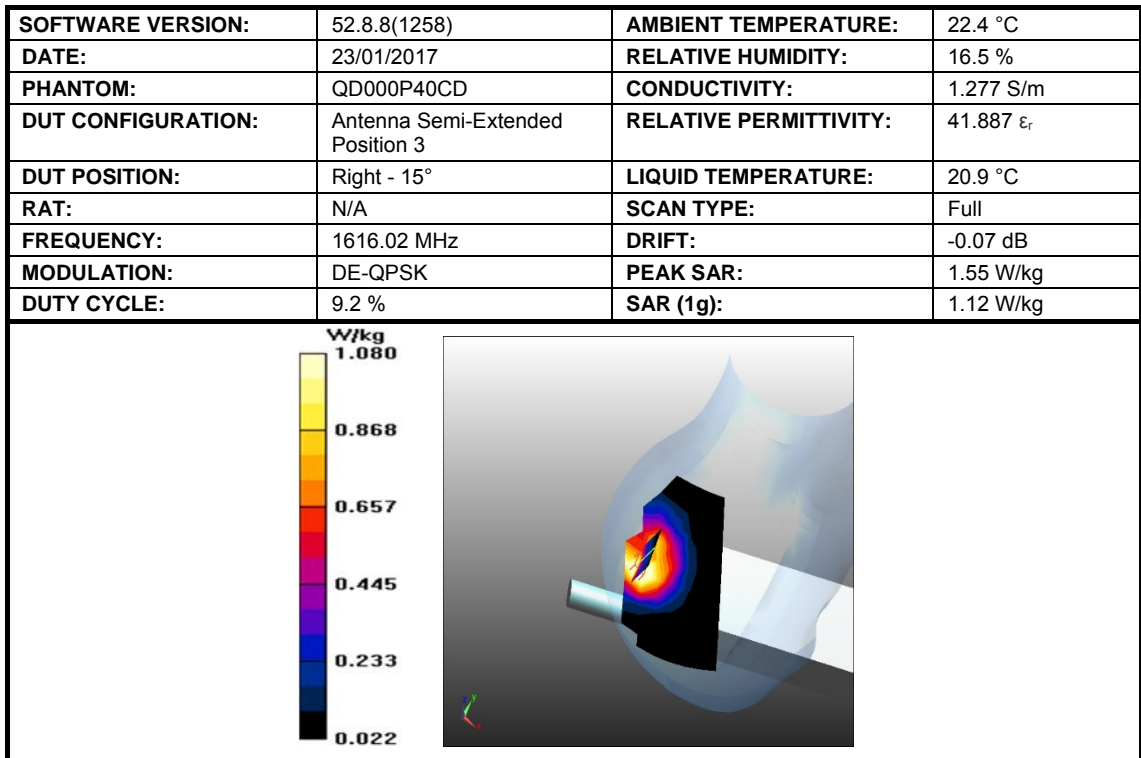 SOFTWARE VERSION: 52.8.8(1258) AMBIENT TEMPERATURE: 22.4 °C
DATE: 23/01/2017 RELATIVE HUMIDITY: 16.5 %
PHANTOM: QD000P40CD CONDUCTIVITY: 1.277 S/m
DUT CONFIGURATION: Antenna Semi-Extended RELATIVE PERMITTIVITY: 41.887 εr
Position 3
DUT POSITION: Right - 15° LIQUID TEMPERATURE: 20.9 °C
RAT: N/A SCAN TYPE: Full
FREQUENCY: 1616.02 MHz DRIFT: -0.07 dB
MODULATION: DE-QPSK PEAK SAR: 1.55 W/kg
DUTY CYCLE: 9.2 % SAR (1g): 1.12 W/kg
W/kg
1.080
0.868
0.657
0.445
0.233
0.022
z y
x